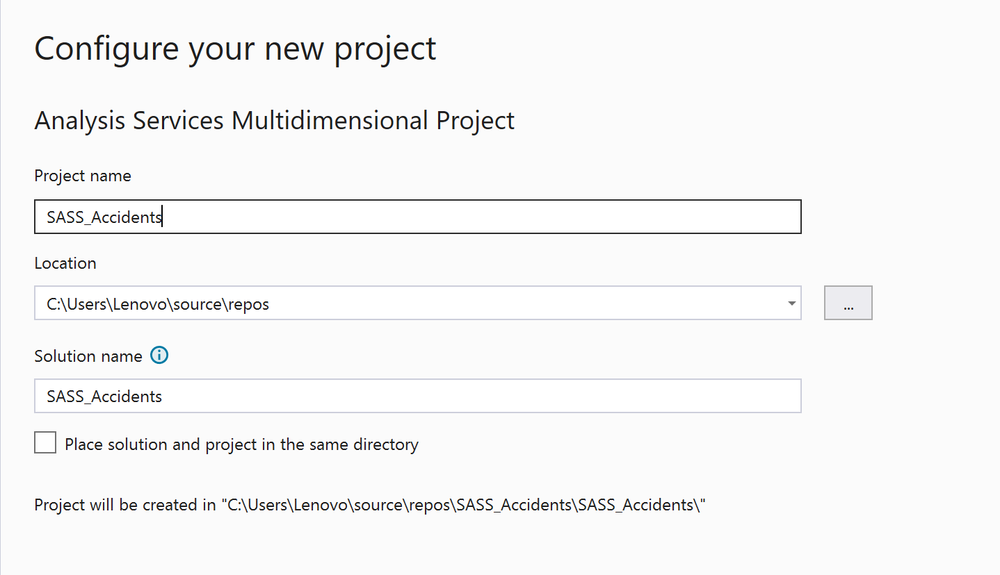 Configure your new project
Analysis Services Multidimensional Project
Project name
SASS_Accidents
Location
C:\Users\Lenovo\source\repos
...
Solution name
SASS_Accidents
Place solution and project in the same directory
Project will be created in "C:\Users\Lenovo\source\repos\SASS_Accidents\SASS_Accidents\"